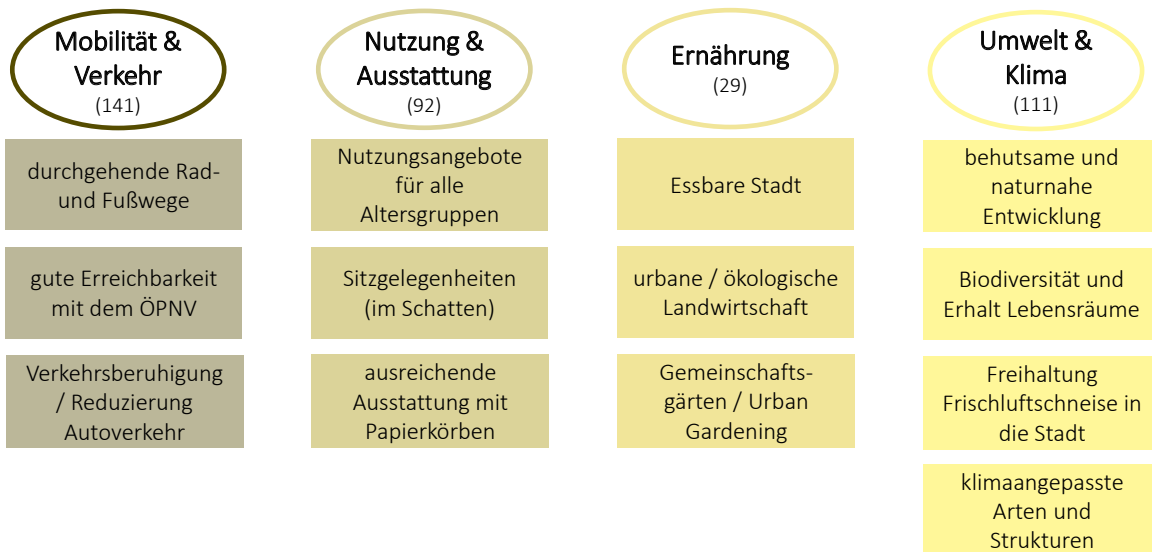 Mobilität &
Verkehr
(141)
durchgehende Rad-
und Fußwege
gute Erreichbarkeit
mit dem ÖPNV
Verkehrsberuhigung
/ Reduzierung
Autoverkehr
Nutzung &
Ausstattung
(92)
Nutzungsangebote
für alle
Altersgruppen
Sitzgelegenheiten
(im Schatten)
ausreichende
Ausstattung mit
Papierkörben
Ernährung
(29)
Essbare Stadt
urbane / ökologische
Landwirtschaft
Gemeinschafts-
gärten / Urban
Gardening
Umwelt &
Klima
(111)
behutsame und
naturnahe
Entwicklung
Biodiversität und
Erhalt Lebensräume
Freihaltung
Frischluftschneise in
die Stadt
klimaangepasste
Arten und
Strukturen